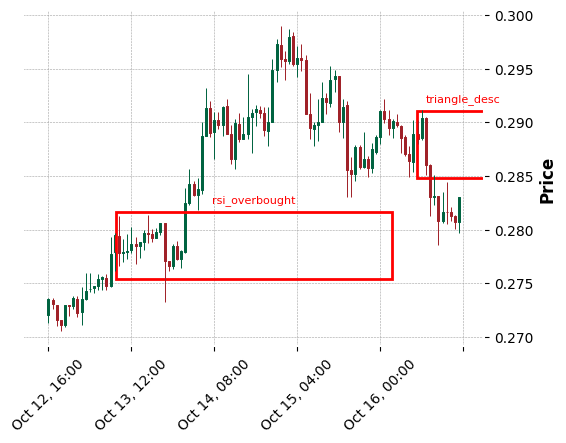 0.300
0.295
triangle_desc
0.290
0.285
rsi_overbought
0.280
0.275
0.270
Price
Oct 12, 16:00
Oct 13, 12:00
Oct 14, 08:00
Oct 15, 04:00
Oct 16, 00:00